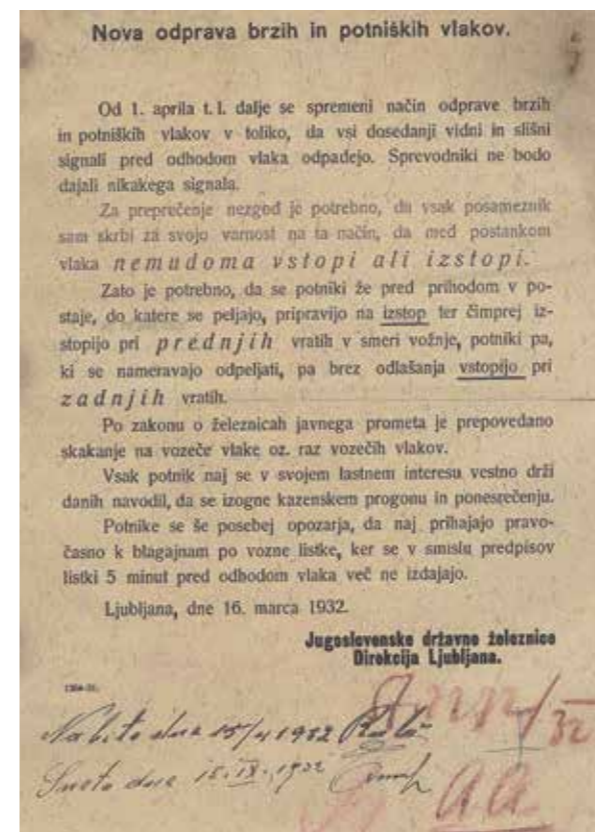 Nova odprava brzih in potniških vlakov.
Od 1. aprila t. l. dalje se spremeni način odprave brzih
in potniških vlakov v toliko, da vsi dosedanji vidni in slišni
signali pred odhodom vlaka odpadejo. Sprevodniki ne bodo
dajali nikakega signala.
Za preprečenje nezgod je potrebno, da vsak posameznik
sam skrbi za svojo varnost na ta način, da med postankom
vlaka nemudoma vstopi ali izstopi.
Zato je potrebno, da se potniki že pred prihodom v po-
staje, do katere se peljajo, pripravijo na izstop ter čimprej iz-
stopijo pri prednjih vratih v smeri vožnje, potniki pa,
ki se nameravajo odpeljati, pa brez odlašanja vstopijo pri
zadnjih vratih.
Po zakonu o železnicah javnega prometa je prepovedano
skakanje na vozeče vlake oz. raz vozečih vlakov.
Vsak potnik naj se v svojem lastnem interesu vestno drži
danih navodil, da se izogne kazenskem progonu in ponesrečenju.
Potnike se še posebej opozarja, da naj prihajajo pravo-
časno k blagajnam po vozne listke, ker se v smislu predpisov
listki 5 minut pred odhodom vlaka več ne izdajajo.
Ljubljana, dne 16. marca 1932.
Jugoslovenske državne železnice
Direkcija Ljubljana.
Nabito dne 15/4 1932
Sneto dne 15. IX. 1932
/32